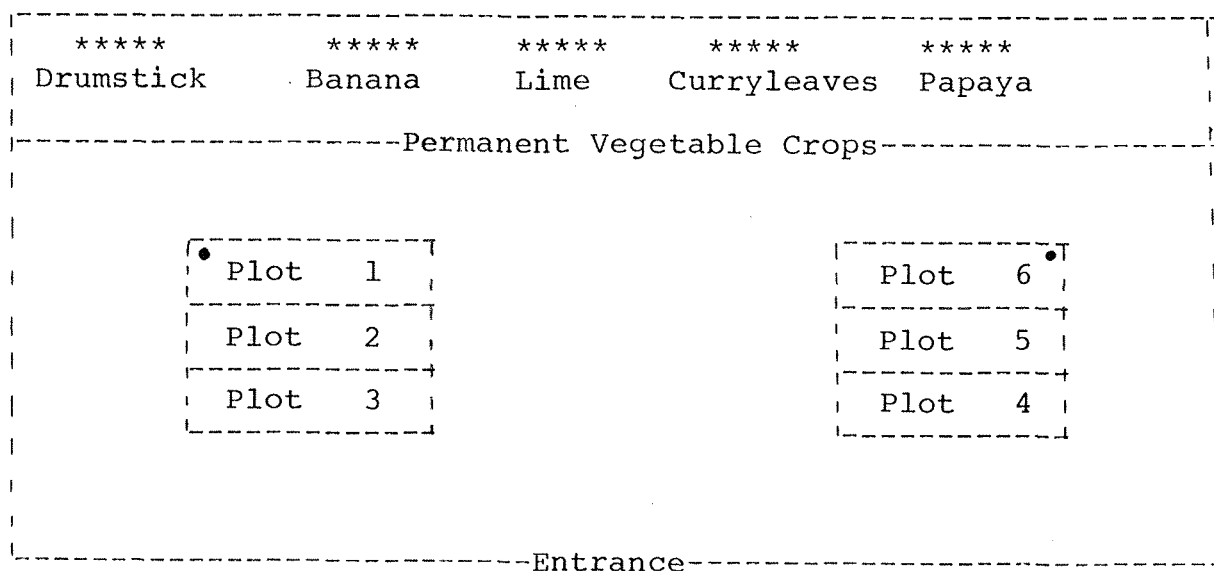 ***** ***** ***** ***** *****
Drumstick Banana Lime Curryleaves Papaya
Permanent Vegetable Crops
Plot 1 Plot 6
Plot 2 Plot 5
Plot 3 Plot 4
Entrance